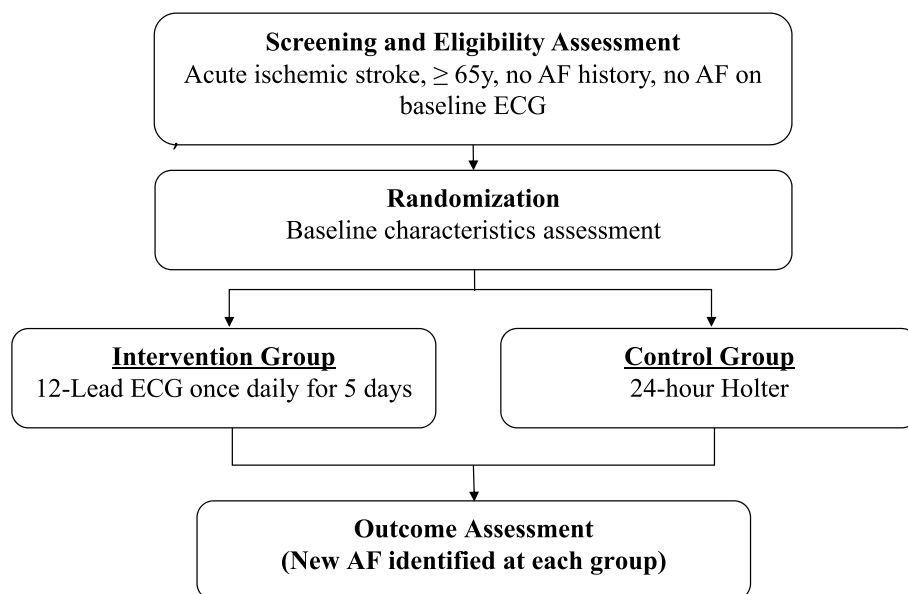 Screening and Eligibility Assessment
Acute ischemic stroke, ≥ 65y, no AF history, no AF on
baseline ECG
,
Randomization
Baseline characteristics assessment
Intervention Group
12-Lead ECG once daily for 5 days
Control Group
24-hour Holter
Outcome Assessment
(New AF identified at each group)